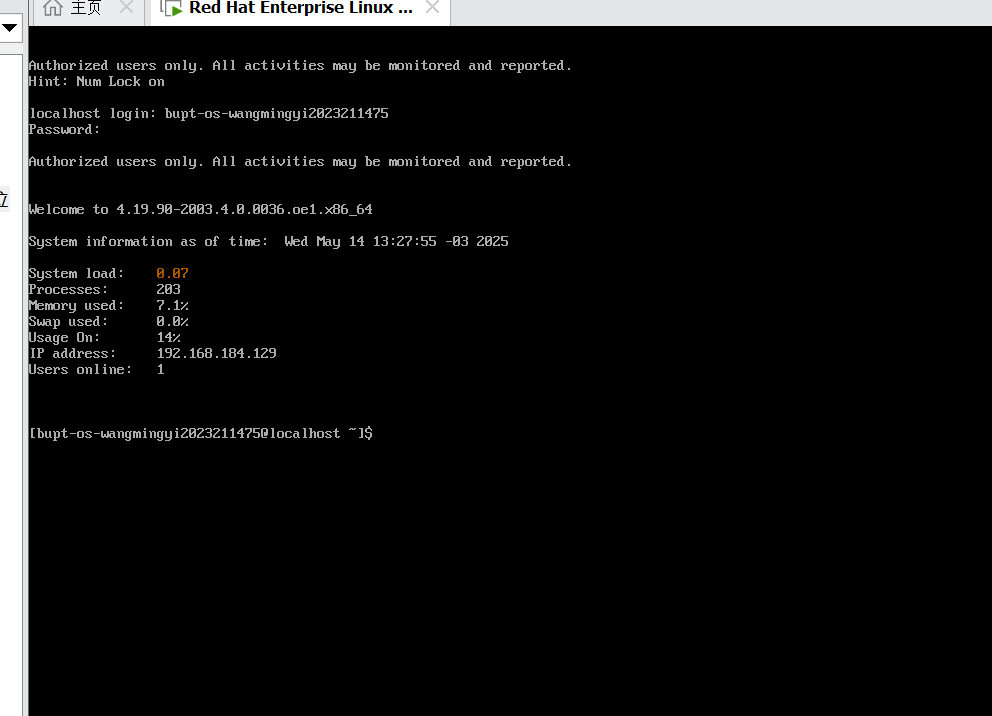 主页
Red Hat Enterprise Linux ...
Authorized users only. All activities may be monitored and reported.
Hint: Num Lock on
localhost login: bupt-os-wangmingyi2023211475
Password:
Authorized users only. All activities may be monitored and reported.
Welcome to 4.19.90-2003.4.0.0036.oe1.x86_64
System information as of time:  Wed May 14 13:27:55 -03 2025
System load:    0.07
Processes:      203
Memory used:    7.1%
Swap used:      0.0%
Usage On:       14%
IP address:     192.168.184.129
Users online:   1
[bupt-os-wangmingyi2023211475@localhost ~]$